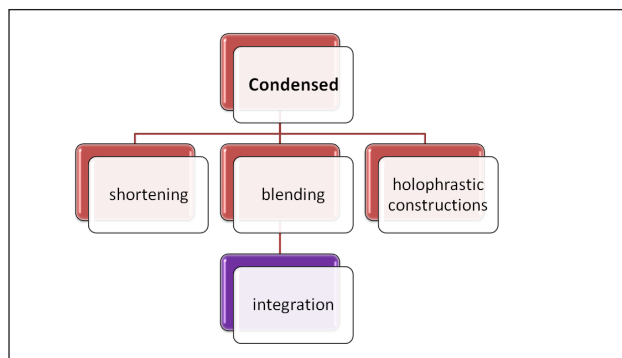 Condensed
shortening
blending
holophrastic
constructions
integration